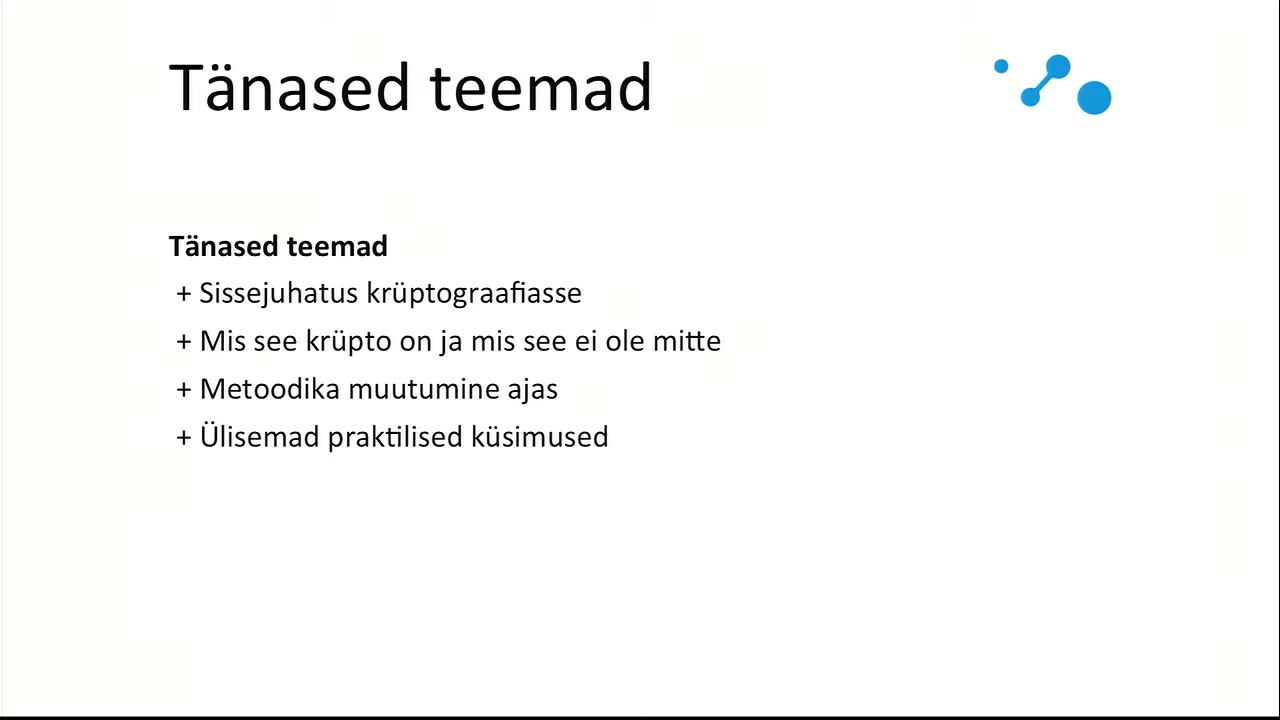 Tänased teemad
Tänased teemad
+ Sissejuhatus krüptograafiasse
+ Mis see krüpto on ja mis see ei ole mitte
+ Metoodika muutumine ajas
+ Ülisemad praktilised küsimused